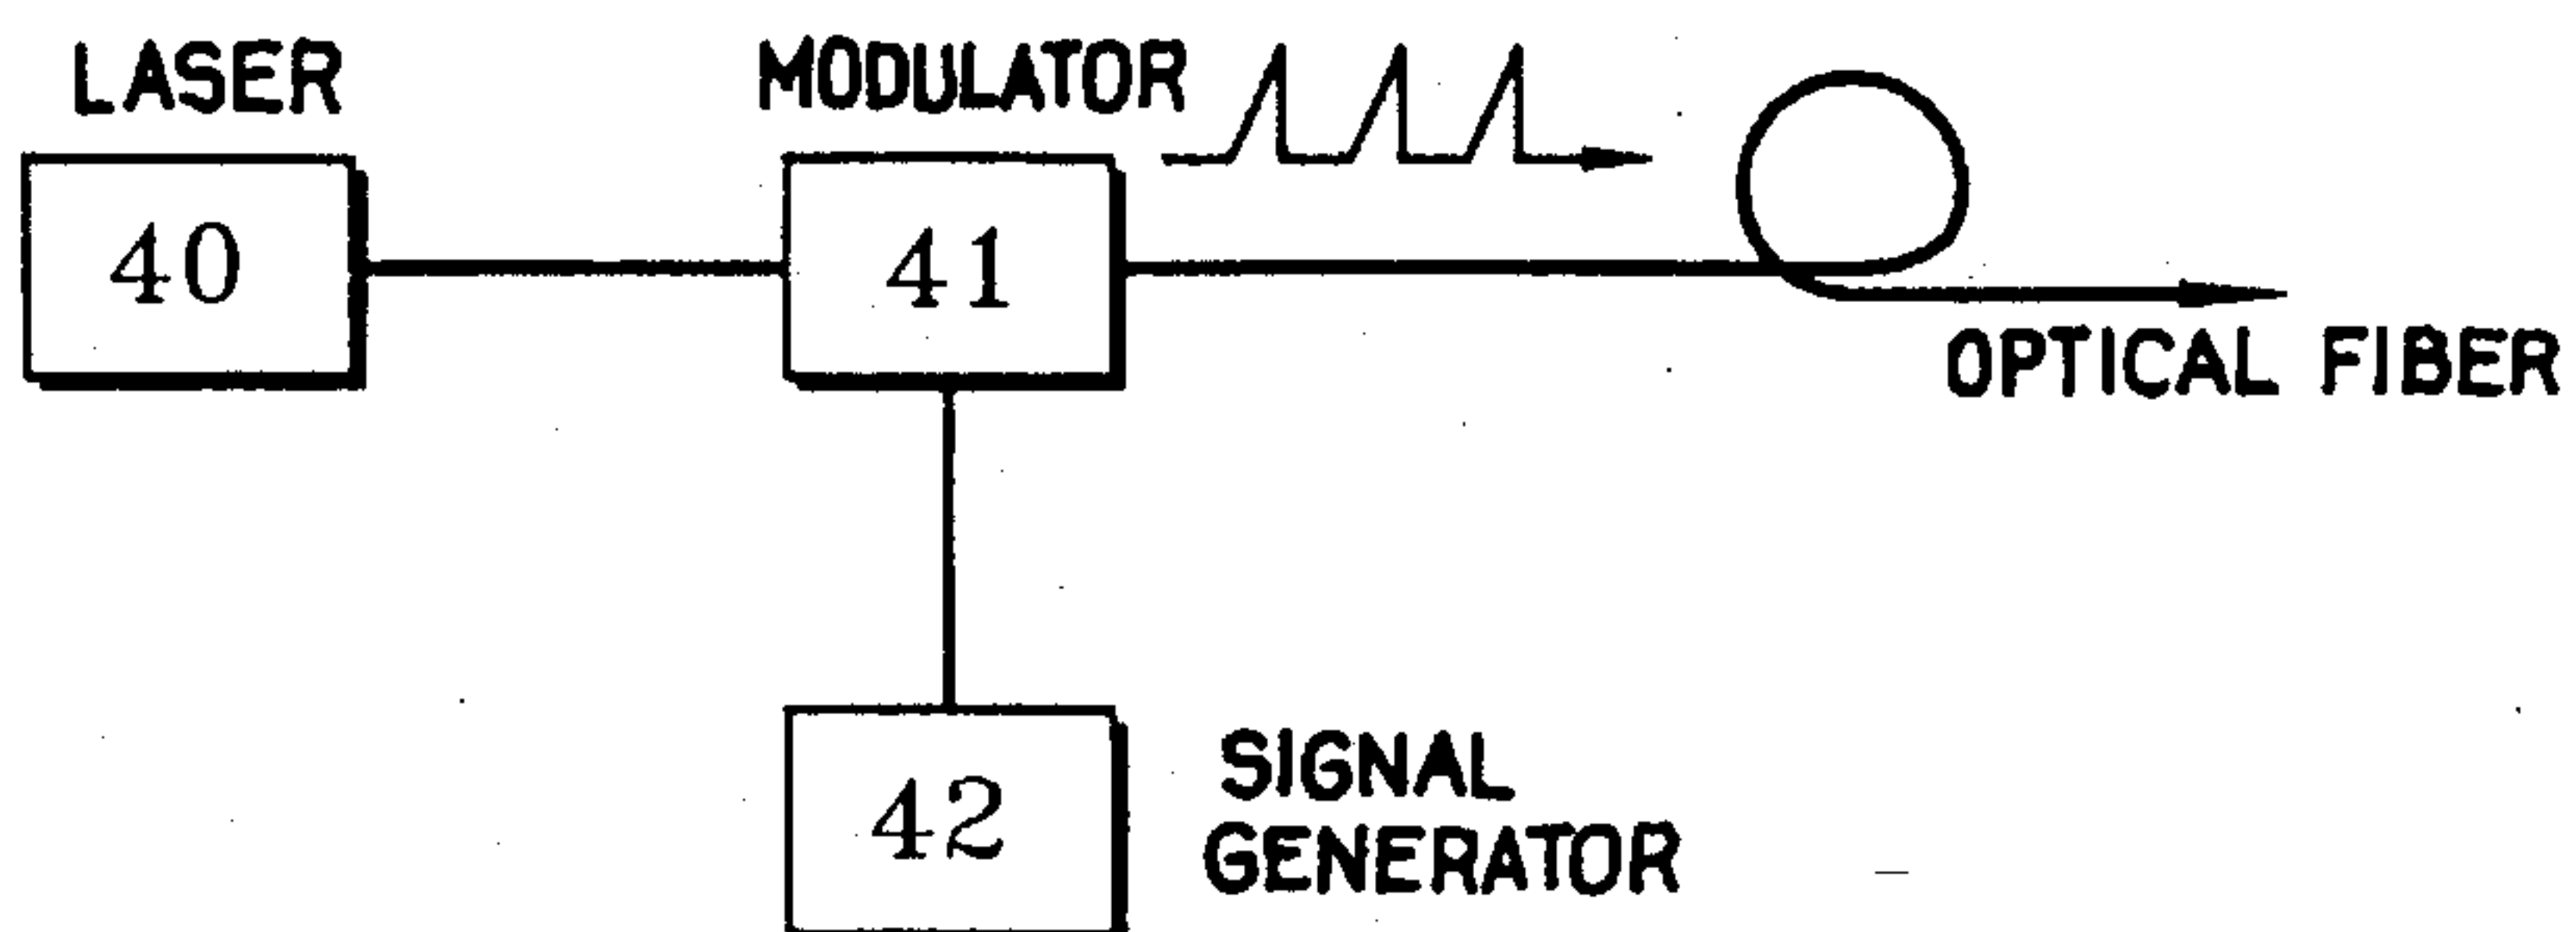 LASER
MODULATOR
40
41
OPTICAL FIBER
42
SIGNAL
GENERATOR